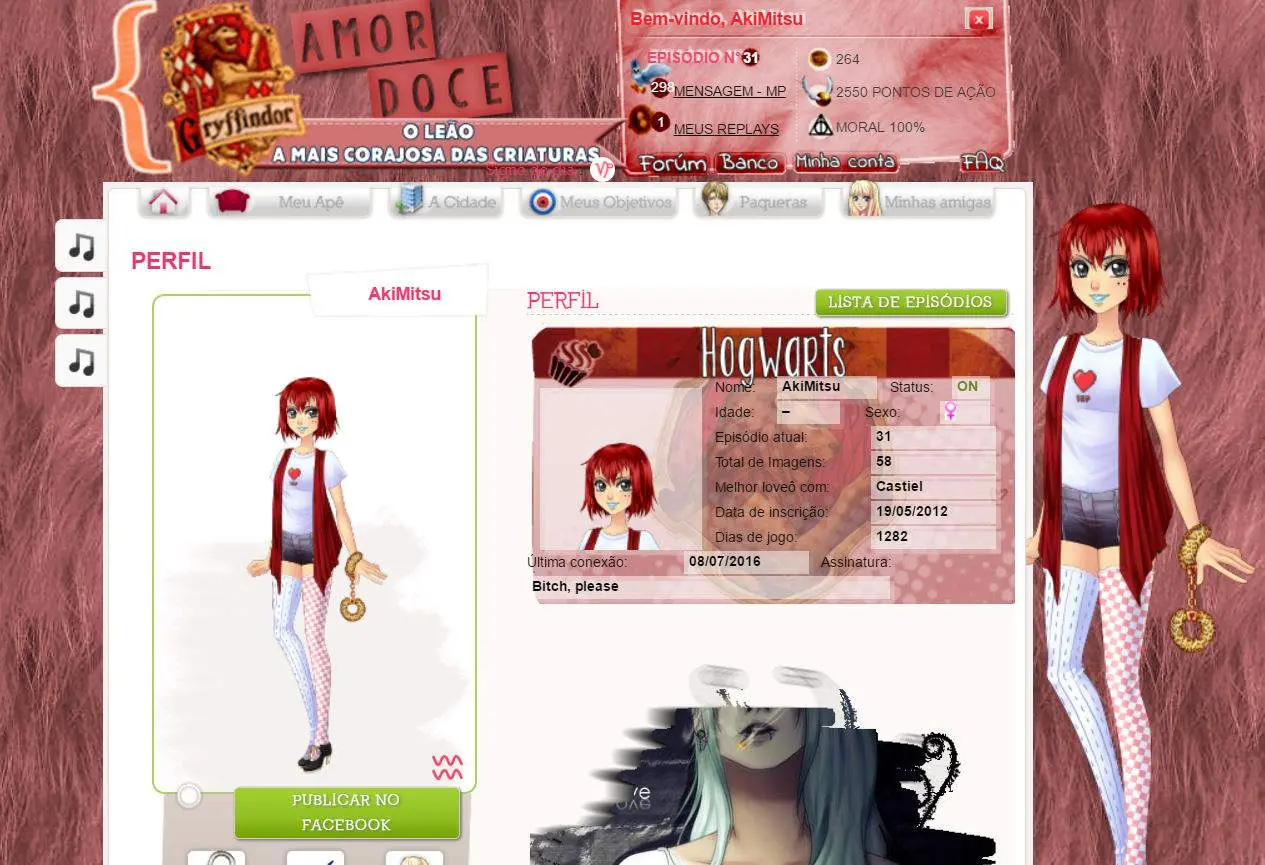 AMOR
DOCE
Gryffindor
O LEÃO
A MAIS CORAJOSA DAS CRIATURAS
Bem-vindo, AkiMitsu
x
EPISÓDIO N° 31
264
298 MENSAGEM - MP
2550 PONTOS DE AÇÃO
1 MEUS REPLAYS
MORAL 100%
Forúm Banco Minha conta FAQ
Meu Apê A Cidade Meus Objetivos Paqueras Minhas amigas
PERFIL
AkiMitsu
PERFIL
LISTA DE EPISÓDIOS
Hogwarts
Nome: AkiMitsu Status: ON
Idade: – Sexo:
Episódio atual: 31
Total de Imagens: 58
Melhor loveô com: Castiel
Data de inscrição: 19/05/2012
Dias de jogo: 1282
Última conexão: 08/07/2016 Assinatura:
Bitch, please
PUBLICAR NO
FACEBOOK